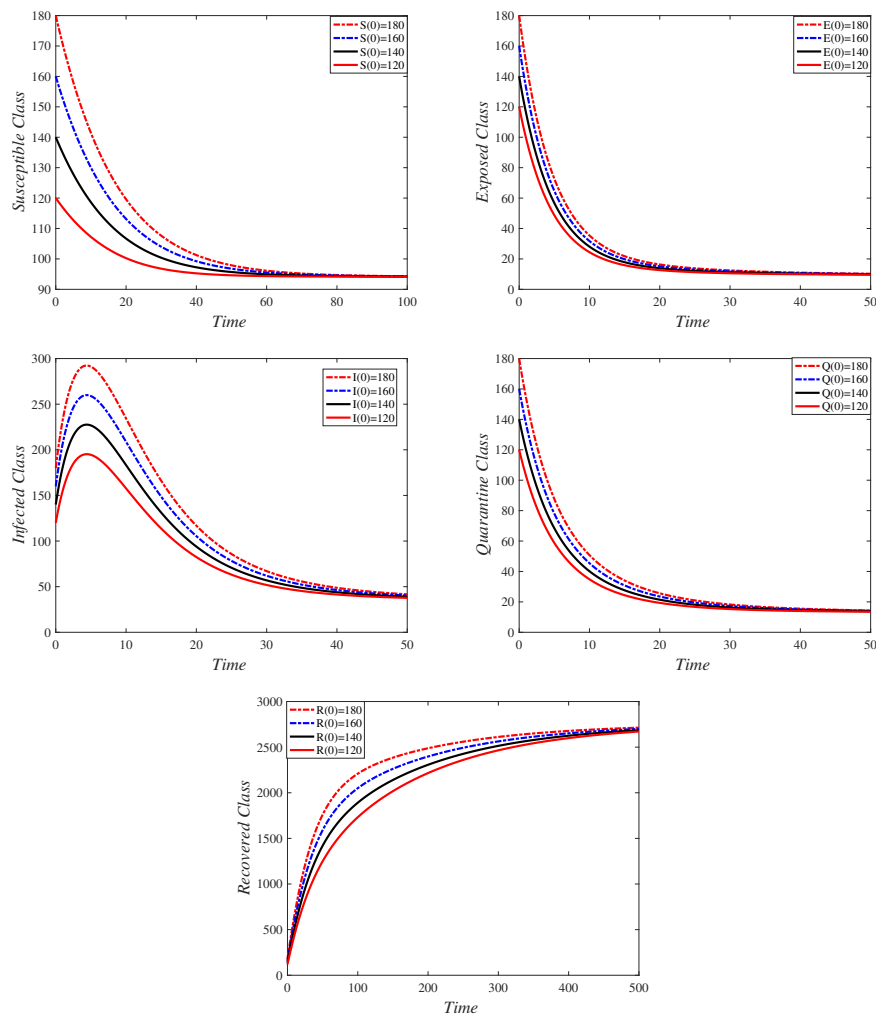 180
170
160
150
140
130
120
110
100
90
Susceptible Class
0 20 40 60 80 100
Time
S(0)=180
S(0)=160
S(0)=140
S(0)=120
180
160
140
120
100
80
60
40
20
0
Exposed Class
0 10 20 30 40 50
Time
E(0)=180
E(0)=160
E(0)=140
E(0)=120
300
250
200
150
100
50
0
Infected Class
0 10 20 30 40 50
Time
I(0)=180
I(0)=160
I(0)=140
I(0)=120
180
160
140
120
100
80
60
40
20
0
Quarantine Class
0 10 20 30 40 50
Time
Q(0)=180
Q(0)=160
Q(0)=140
Q(0)=120
3000
2500
2000
1500
1000
500
0
Recovered Class
0 100 200 300 400 500
Time
R(0)=180
R(0)=160
R(0)=140
R(0)=120